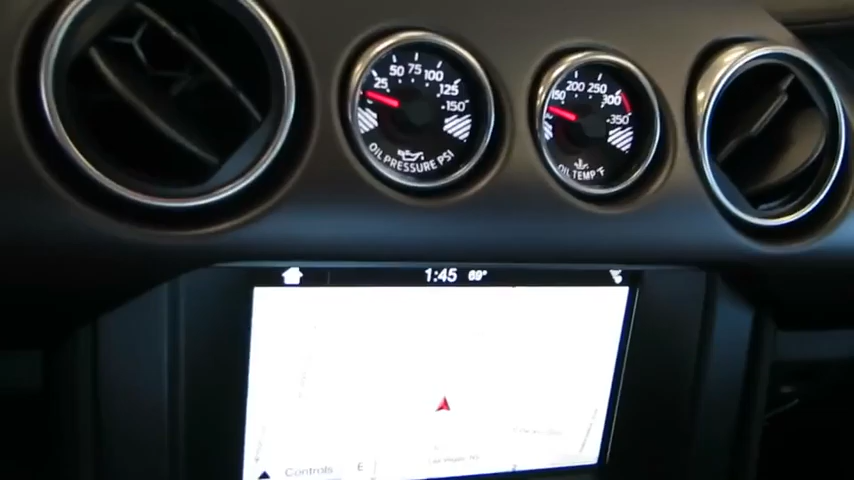 25 50 75 100 125 150
OIL PRESSURE PSI
150 200 250 300 350
OIL TEMP °F
1:45 69°
Controls E